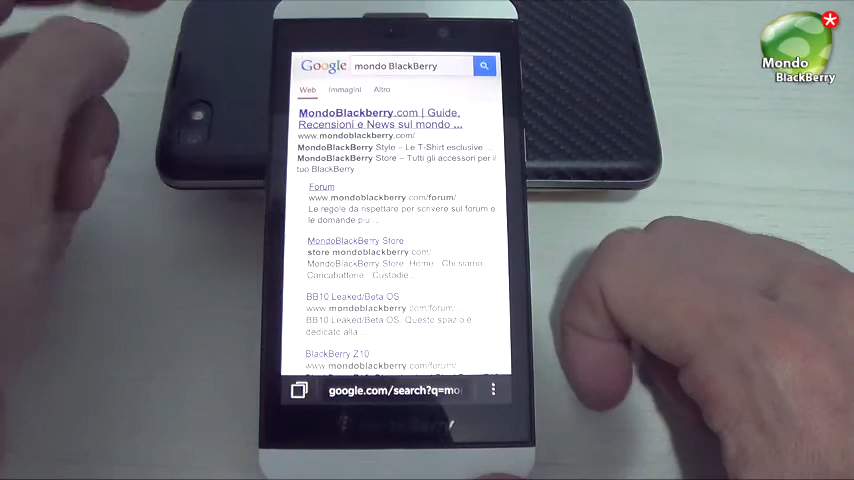 Google mondo BlackBerry
Web Immagini Altro
MondoBlackberry.com | Guide,
Recensioni e News sul mondo ...
www.mondoblackberry.com/
MondoBlackBerry Style – Le T-Shirt esclusive ...
MondoBlackBerry Store – Tutti gli accessori per il
tuo BlackBerry
Forum
www.mondoblackberry.com/forum/
Le regole da rispettare per scrivere sul forum e
le domande più ...
MondoBlackBerry Store
store.mondoblackberry.com/
MondoBlackBerry Store. Home · Chi siamo
Caricabatterie · Custodie ...
BB10 Leaked/Beta OS
www.mondoblackberry.com/forum/
BB10 Leaked/Beta OS. Questo spazio è
dedicato alla ...
BlackBerry Z10
www.mondoblackberry.com/forum/
google.com/search?q=mo
Mondo
BlackBerry